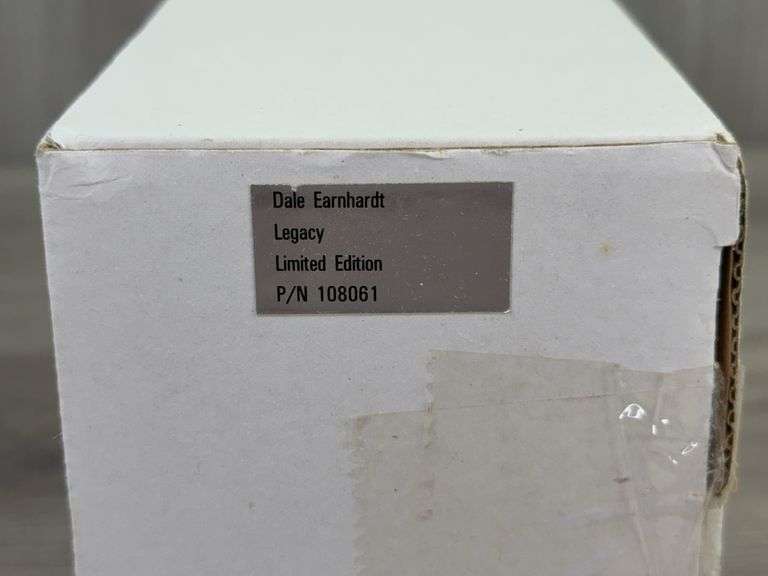 Dale Earnhardt
Legacy
Limited Edition
P/N 108061